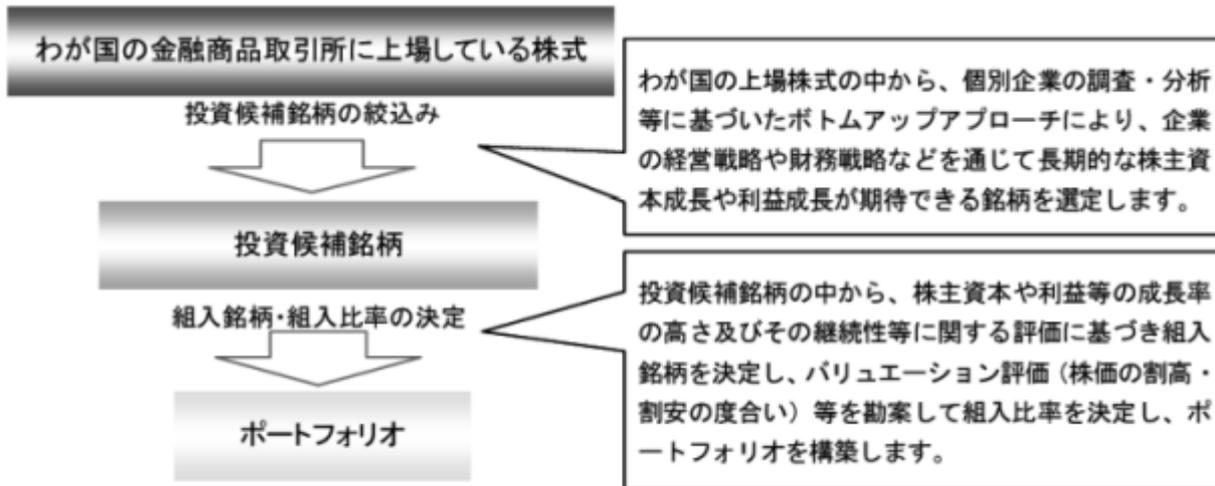 わが国の金融商品取引所に上場している株式
投資候補銘柄の絞込み
わが国の上場株式の中から、個別企業の調査・分析
等に基づいたボトムアップアプローチにより、企業
の経営戦略や財務戦略などを通じて長期的な株主資
本成長や利益成長が期待できる銘柄を選定します。
投資候補銘柄
組入銘柄・組入比率の決定
投資候補銘柄の中から、株主資本や利益等の成長率
の高さ及びその継続性等に関する評価に基づき組入
銘柄を決定し、バリュエーション評価（株価の割高・
割安の度合い）等を勘案して組入比率を決定し、ポ
ートフォリオを構築します。
ポートフォリオ